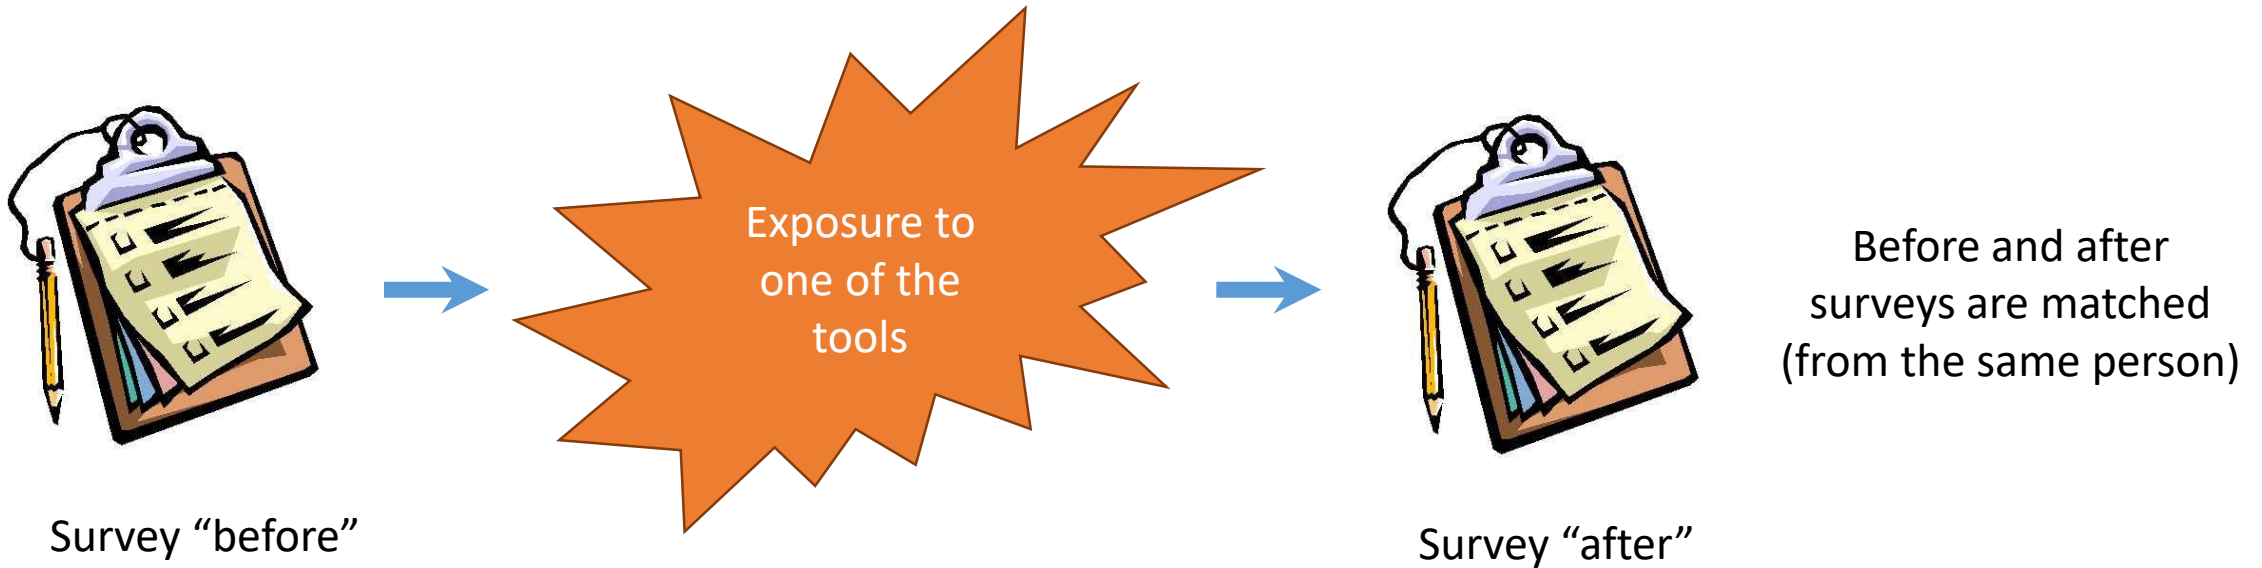 Survey “before”
Exposure to
one of the
tools
Survey “after”
Before and after
surveys are matched
(from the same person)